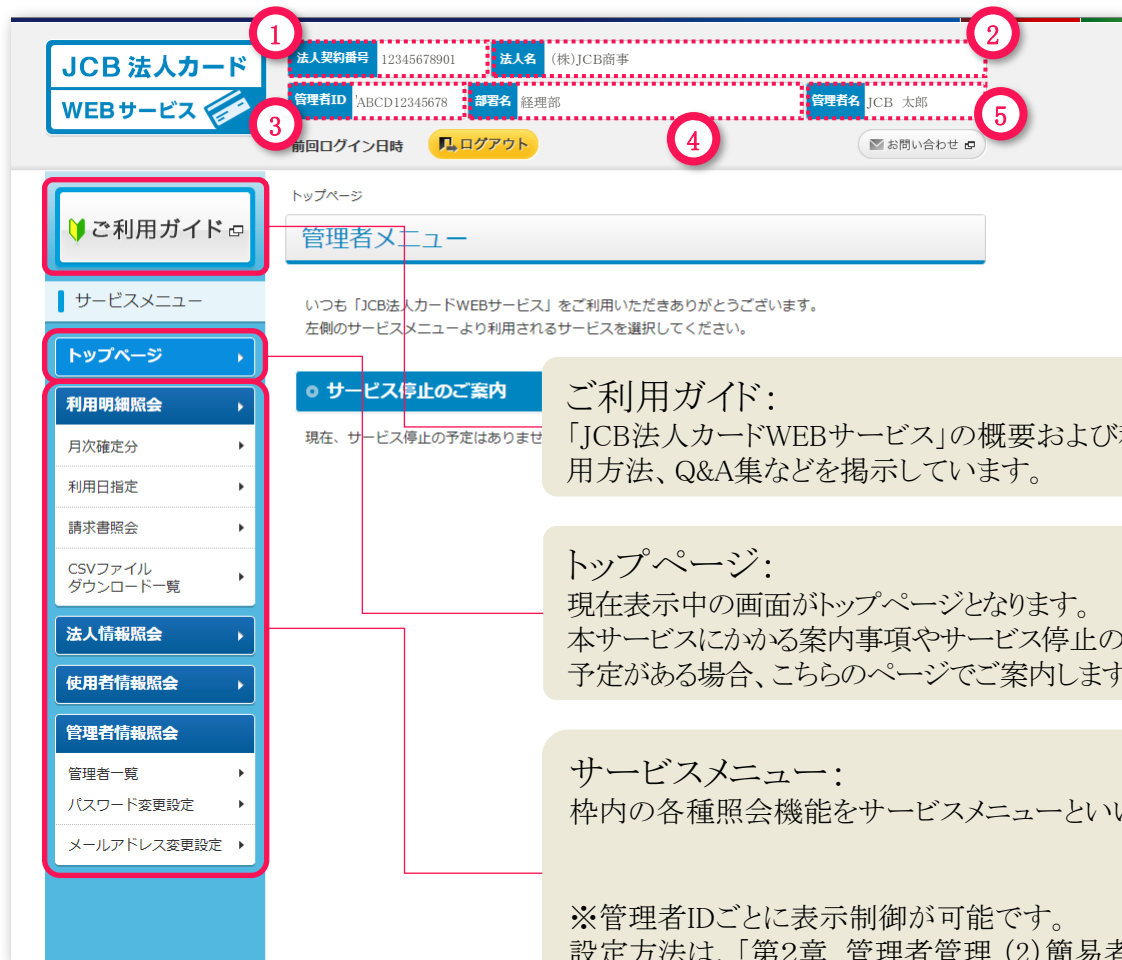 JCB 法人カード
WEBサービス
1
2
法人契約番号 12345678901 法人名 (株)JCB商事
管理者ID 'ABCD12345678 部署名 経理部 管理者名 JCB 太郎
3
4
5
前回ログイン日時 ログアウト お問い合わせ
ご利用ガイド
サービスメニュー
トップページ
利用明細照会
月次確定分
利用日指定
請求書照会
CSVファイル
ダウンロード一覧
法人情報照会
使用者情報照会
管理者情報照会
管理者一覧
パスワード変更設定
メールアドレス変更設定
トップページ
管理者メニュー
いつも「JCB法人カードWEBサービス」をご利用いただきありがとうございます。
左側のサービスメニューより利用されるサービスを選択してください。
サービス停止のご案内
現在、サービス停止の予定はありませ
ご利用ガイド:
「JCB法人カードWEBサービス」の概要および
用方法、Q&A集などを掲示しています。
トップページ:
現在表示中の画面がトップページとなります。
本サービスにかかる案内事項やサービス停止の
予定がある場合、こちらのページでご案内します
サービスメニュー:
枠内の各種照会機能をサービスメニューとい
※管理者IDごとに表示制御が可能です。
設定方法は、「第2章 管理者管理 (2)簡易者